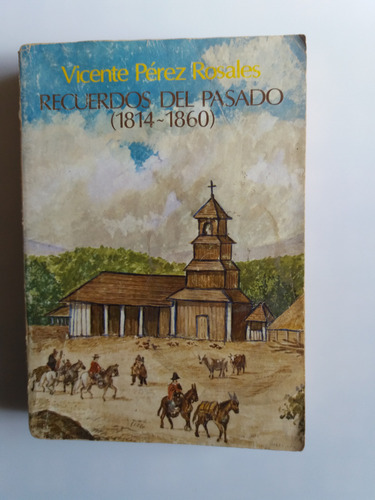 Vicente Pérez Rosales
RECUERDOS DEL PASADO
(1814-1860)